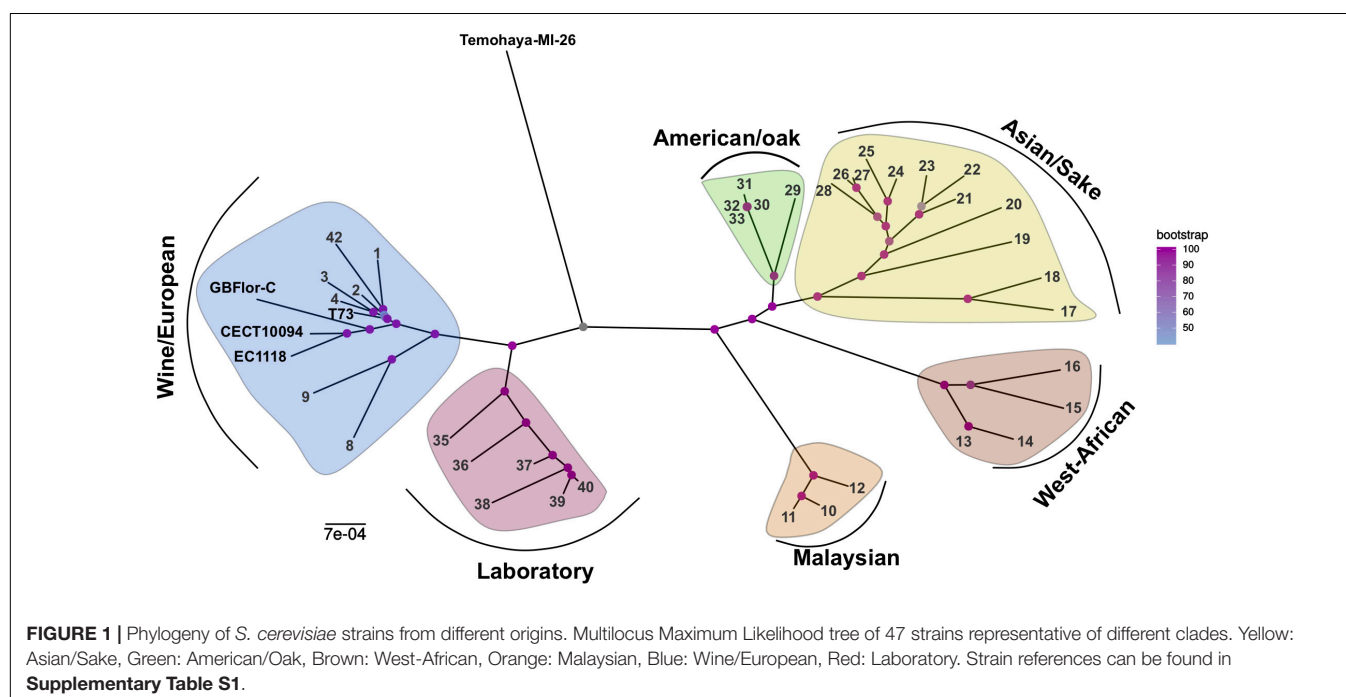 Temohaya-MI-26
American/oak
Asian/Sake
Wine/European
25
26 27
24
23
22
28
21
20
19
18
17
31
32 30
33
29
bootstrap
100
90
80
70
60
50
42
1
3
2
GBFlor-C
4
T73
CECT10094
EC1118
9
8
35
36
37
38
39
40
16
15
13
14
West-African
12
11
10
Malaysian
7e-04
Laboratory
FIGURE 1 | Phylogeny of S. cerevisiae strains from different origins. Multilocus Maximum Likelihood tree of 47 strains representative of different clades. Yellow:
Asian/Sake, Green: American/Oak, Brown: West-African, Orange: Malaysian, Blue: Wine/European, Red: Laboratory. Strain references can be found in
Supplementary Table S1.